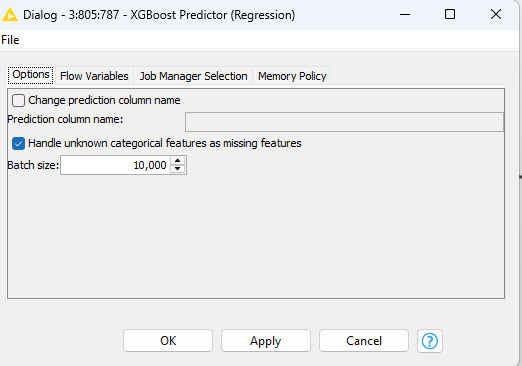 Dialog - 3:805:787 - XGBoost Predictor (Regression)
File
Options Flow Variables Job Manager Selection Memory Policy
Change prediction column name
Prediction column name:
Handle unknown categorical features as missing features
Batch size: 10,000
OK Apply Cancel ?